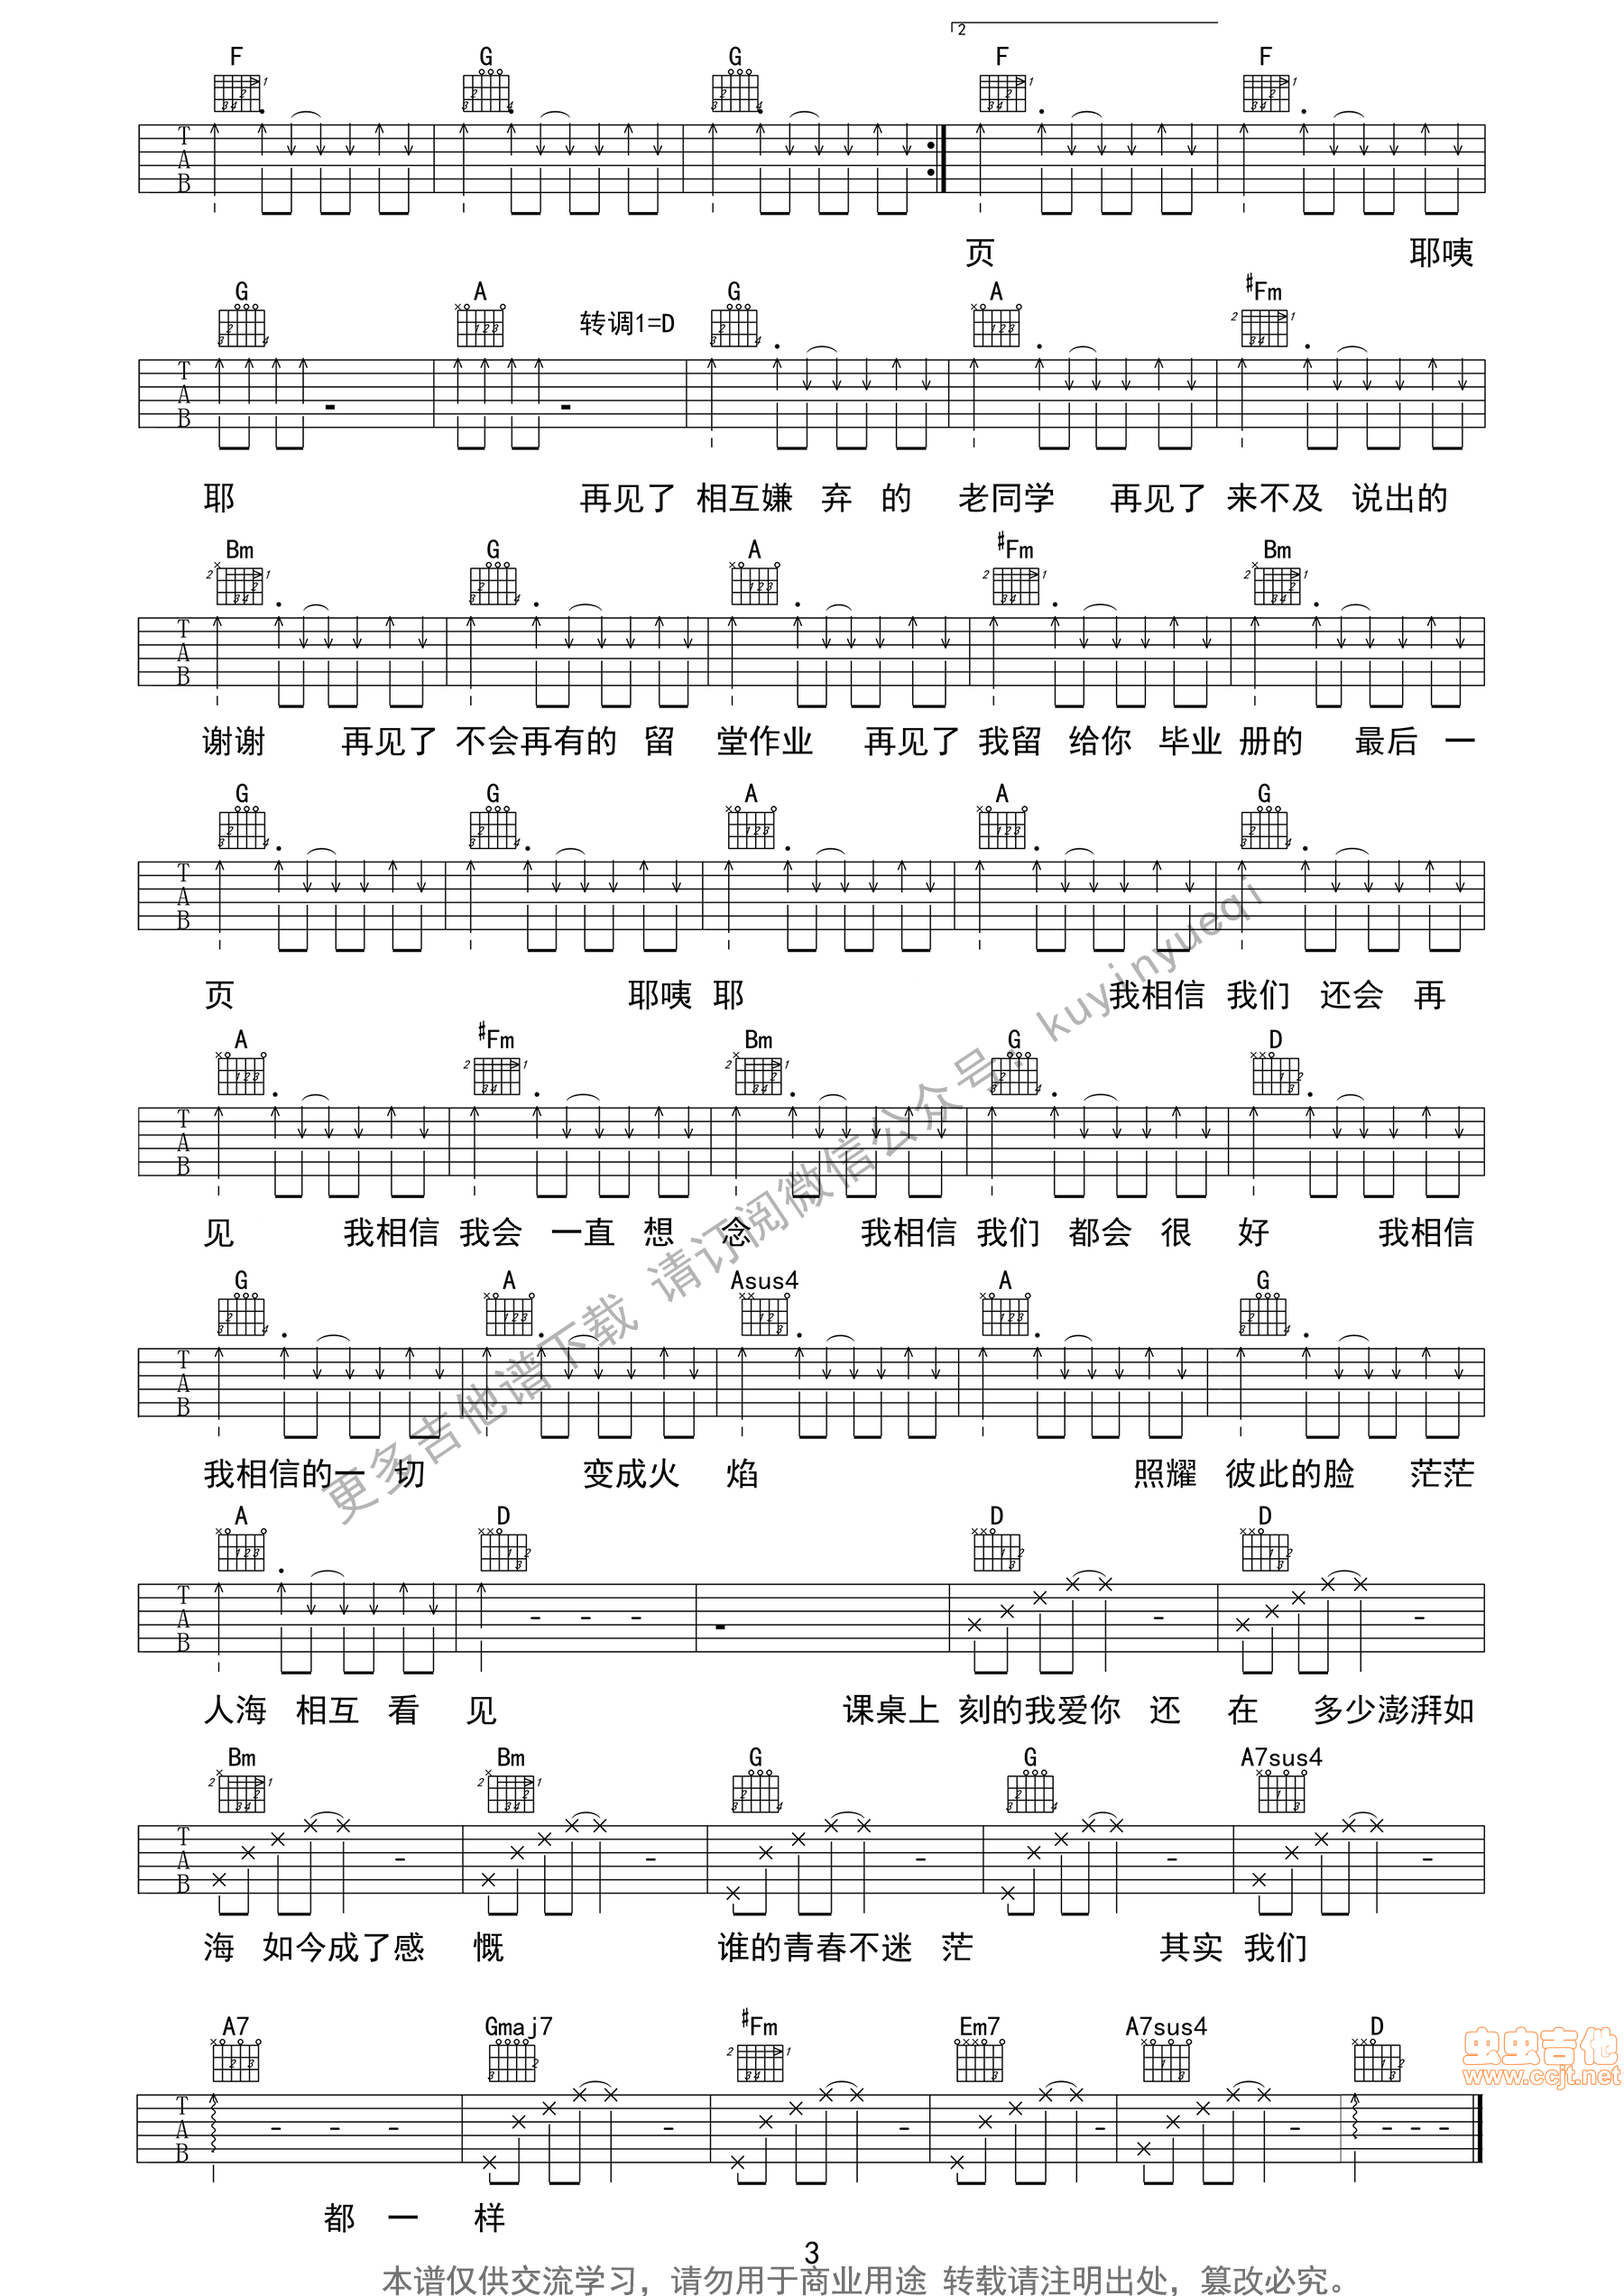 2
F G G F F
页 耶咦
G A 转调1=D G A #Fm
耶 再见了 相互嫌 弃 的 老同学 再见了 来不及 说出的
Bm G A #Fm Bm
谢谢 再见了 不会再有的 留 堂作业 再见了 我留 给你 毕业 册的 最后 一
G G A A G
页 耶咦 耶 我相信 我们 还会 再
A #Fm Bm G D
见 我相信 我会 一直 想 念 我相信 我们 都会 很 好 我相信
G A Asus4 A G
我相信的一 切 变成火 焰 照耀 彼此的脸 茫茫
A D D D
人海 相互 看 见 课桌上 刻的我爱你 还 在 多少澎湃如
Bm Bm G G A7sus4
海 如今成了感 慨 谁的青春不迷 茫 其实 我们
A7 Gmaj7 #Fm Em7 A7sus4 D
都 一 样
更多吉他谱下载 请订阅微信公众号：kuyinyueqi
虫虫吉他
www.ccjt.net
3
本谱仅供交流学习，请勿用于商业用途 转载请注明出处，篡改必究。